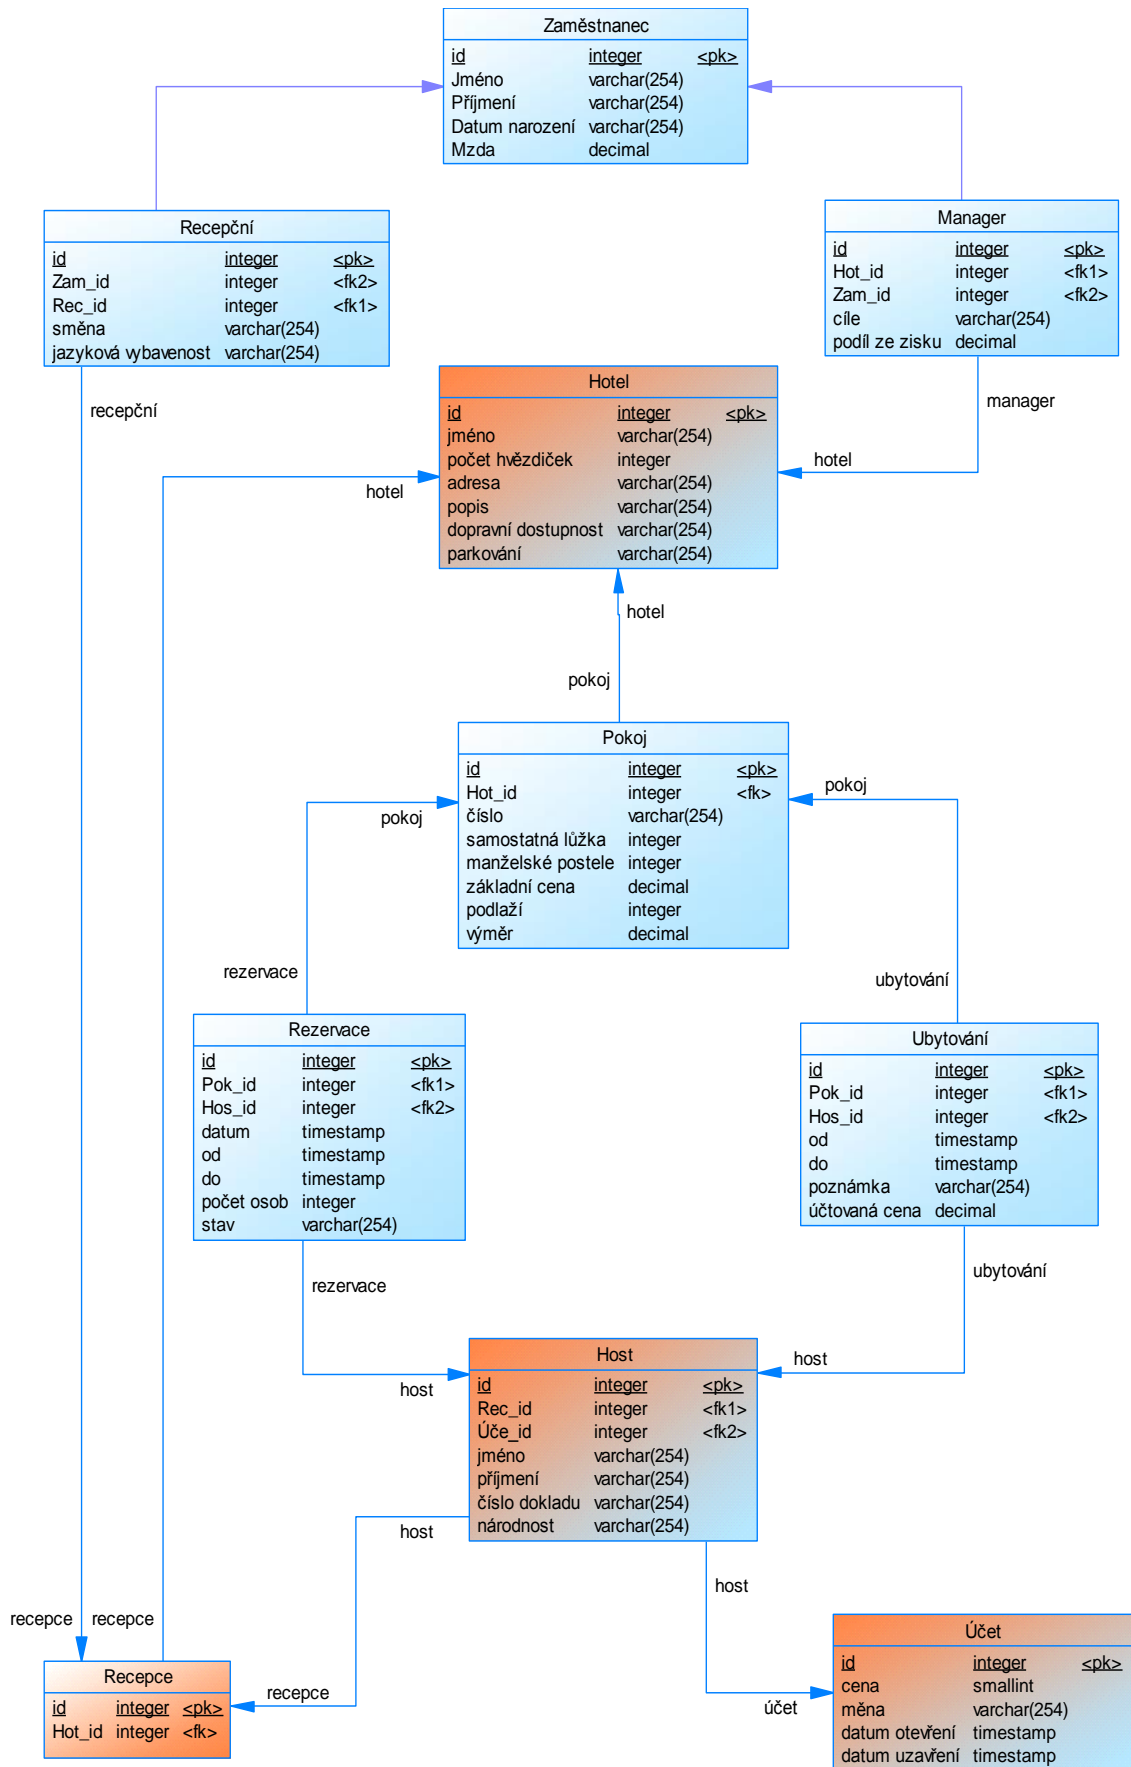 Zaměstnanec
id integer <pk>
Jméno varchar(254)
Příjmení varchar(254)
Datum narození varchar(254)
Mzda decimal
Recepční
id integer <pk>
Zam_id integer <fk2>
Rec_id integer <fk1>
směna varchar(254)
jazyková vybavenost varchar(254)
Manager
id integer <pk>
Hot_id integer <fk1>
Zam_id integer <fk2>
cíle varchar(254)
podíl ze zisku decimal
recepční
manager
Hotel
id integer <pk>
jméno varchar(254)
počet hvězdiček integer
adresa varchar(254)
popis varchar(254)
dopravní dostupnost varchar(254)
parkování varchar(254)
hotel
hotel
hotel
pokoj
Pokoj
id integer <pk>
Hot_id integer <fk>
číslo varchar(254)
samostatná lůžka integer
manželské postele integer
základní cena decimal
podlaží integer
výměr decimal
pokoj
pokoj
rezervace
ubytování
Rezervace
id integer <pk>
Pok_id integer <fk1>
Hos_id integer <fk2>
datum timestamp
od timestamp
do timestamp
počet osob integer
stav varchar(254)
Ubytování
id integer <pk>
Pok_id integer <fk1>
Hos_id integer <fk2>
od timestamp
do timestamp
poznámka varchar(254)
účtovaná cena decimal
rezervace
ubytování
host
host
Host
id integer <pk>
Rec_id integer <fk1>
Úče_id integer <fk2>
jméno varchar(254)
příjmení varchar(254)
číslo dokladu varchar(254)
národnost varchar(254)
host
host
recepce recepce
Recepce
id integer <pk>
Hot_id integer <fk>
recepce
účet
Účet
id integer <pk>
cena smallint
měna varchar(254)
datum otevření timestamp
datum uzavření timestamp